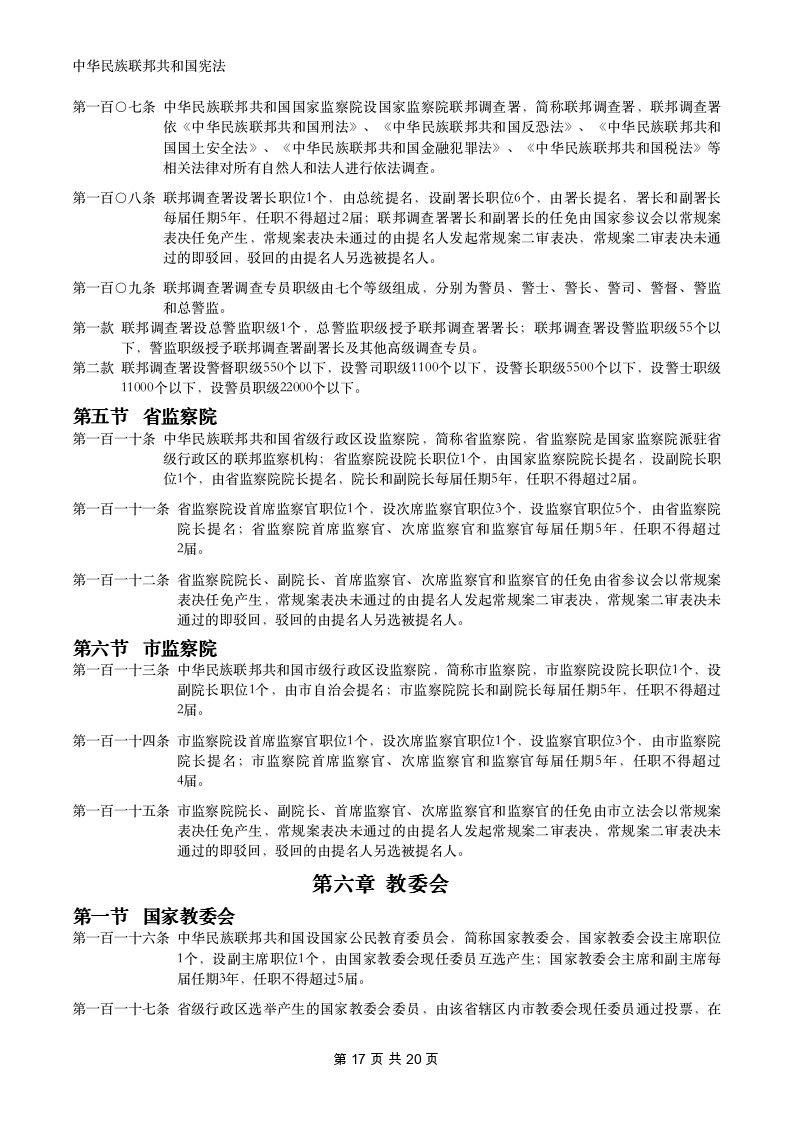 中华民族联邦共和国宪法
第一百〇七条 中华民族联邦共和国国家监察院设国家监察院联邦调查署，简称联邦调查署，联邦调查署
依《中华民族联邦共和国刑法》、《中华民族联邦共和国反恐法》、《中华民族联邦共和
国国土安全法》、《中华民族联邦共和国金融犯罪法》、《中华民族联邦共和国税法》等
相关法律对所有自然人和法人进行依法调查。
第一百〇八条 联邦调查署设署长职位1个，由总统提名，设副署长职位6个，由署长提名，署长和副署长
每届任期5年，任职不得超过2届；联邦调查署署长和副署长的任免由国家参议会以常规案
表决任免产生，常规案表决未通过的由提名人发起常规案二审表决，常规案二审表决未通
过的即驳回，驳回的由提名人另选被提名人。
第一百〇九条 联邦调查署调查专员职级由七个等级组成，分别为警员、警士、警长、警司、警督、警监
和总警监。
第一款 联邦调查署设总警监职级1个，总警监职级授予联邦调查署署长；联邦调查署设警监职级55个以
下，警监职级授予联邦调查署副署长及其他高级调查专员。
第二款 联邦调查署设警督职级550个以下，设警司职级1100个以下，设警长职级5500个以下，设警士职级
11000个以下，设警员职级22000个以下。
第五节 省监察院
第一百一十条 中华民族联邦共和国省级行政区设监察院，简称省监察院，省监察院是国家监察院派驻省
级行政区的联邦监察机构；省监察院设院长职位1个，由国家监察院院长提名，设副院长职
位1个，由省监察院院长提名，院长和副院长每届任期5年，任职不得超过2届。
第一百一十一条 省监察院设首席监察官职位1个，设次席监察官职位3个，设监察官职位5个，由省监察院
院长提名；省监察院首席监察官、次席监察官和监察官每届任期5年，任职不得超过
2届。
第一百一十二条 省监察院院长、副院长、首席监察官、次席监察官和监察官的任免由省参议会以常规案
表决任免产生，常规案表决未通过的由提名人发起常规案二审表决，常规案二审表决未
通过的即驳回，驳回的由提名人另选被提名人。
第六节 市监察院
第一百一十三条 中华民族联邦共和国市级行政区设监察院，简称市监察院，市监察院设院长职位1个，设
副院长职位1个，由市自治会提名；市监察院院长和副院长每届任期5年，任职不得超过
2届。
第一百一十四条 市监察院设首席监察官职位1个，设次席监察官职位1个，设监察官职位3个，由市监察院
院长提名；市监察院首席监察官、次席监察官和监察官每届任期5年，任职不得超过
4届。
第一百一十五条 市监察院院长、副院长、首席监察官、次席监察官和监察官的任免由市立法会以常规案
表决任免产生，常规案表决未通过的由提名人发起常规案二审表决，常规案二审表决未
通过的即驳回，驳回的由提名人另选被提名人。
第六章 教委会
第一节 国家教委会
第一百一十六条 中华民族联邦共和国设国家公民教育委员会，简称国家教委会，国家教委会设主席职位
1个，设副主席职位1个，由国家教委会现任委员互选产生；国家教委会主席和副主席每
届任期3年，任职不得超过5届。
第一百一十七条 省级行政区选举产生的国家教委会委员，由该省辖区内市教委会现任委员通过投票，在
第 17 页 共 20 页